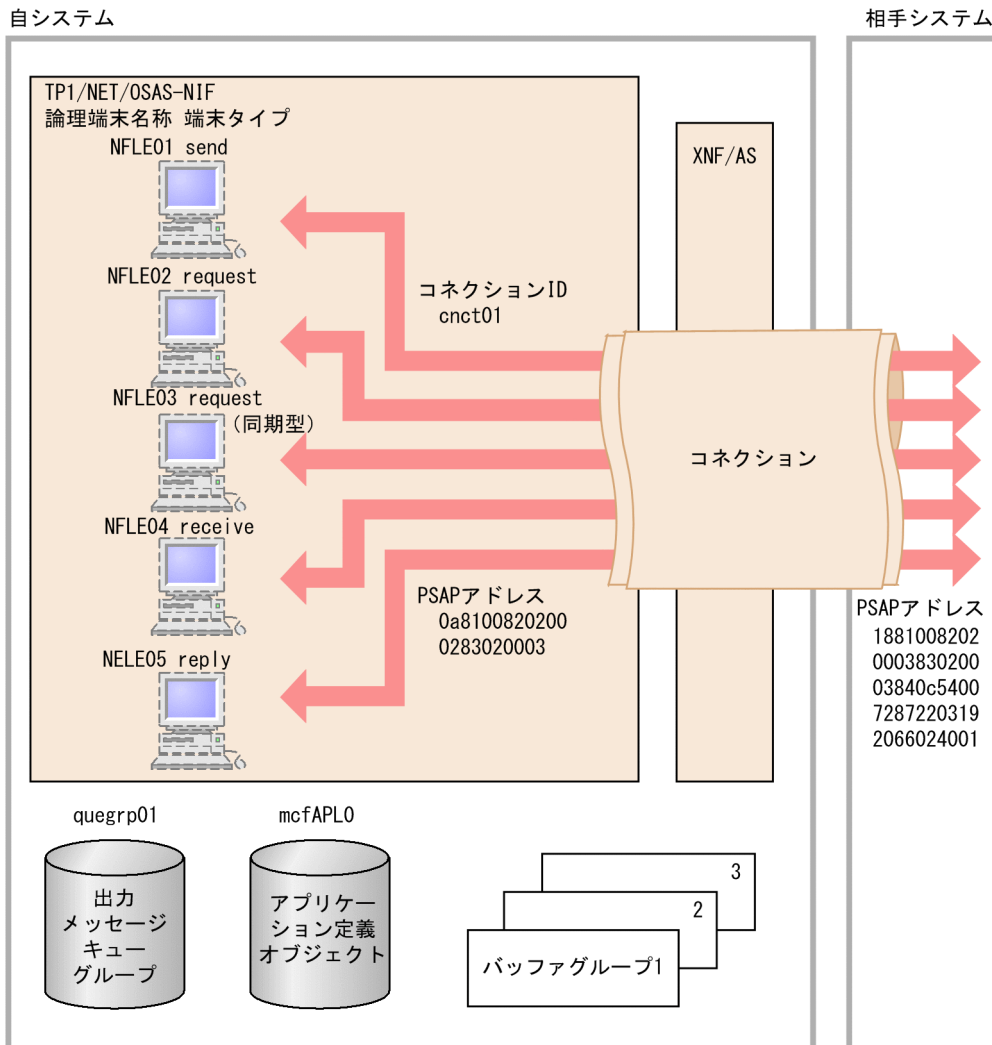 自システム
相手システム
TP1/NET/OSAS-NIF
論理端末名称 端末タイプ
NFLE01 send
XNF/AS
NFLE02 request
コネクションID
cnct01
NFLE03 request
(同期型)
コネクション
NFLE04 receive
PSAPアドレス
0a8100820200
0283020003
PSAPアドレス
1881008202
0003830200
03840c5400
7287220319
2066024001
NELE05 reply
quegrp01
mcfAPL0
出力
メッセージ
キュー
グループ
アプリケー
ション定義
オブジェクト
3
2
バッファグループ1